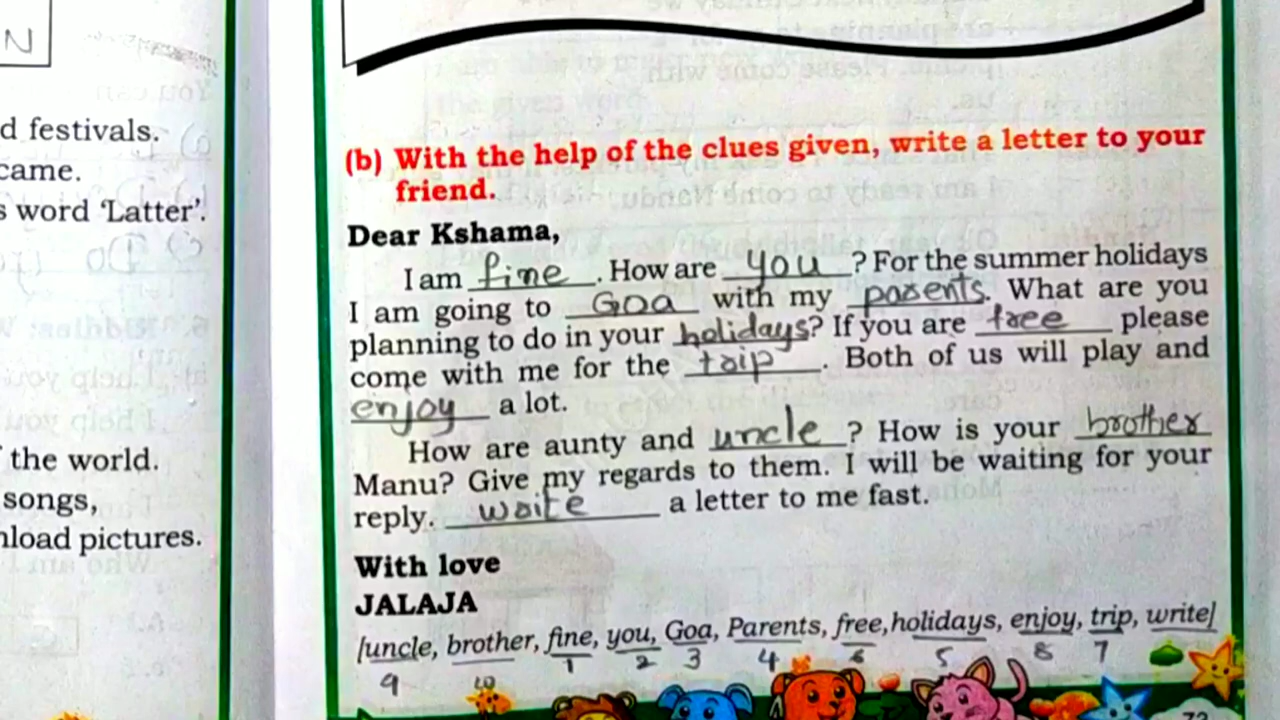 N
d festivals.
came.
s word 'Latter'.
the world.
songs,
nload pictures.
(b) With the help of the clues given, write a letter to your
friend.
Dear Kshama,
I am fine. How are you? For the summer holidays
I am going to Goa with my parents. What are you
planning to do in your holidays? If you are free please
come with me for the trip. Both of us will play and
enjoy a lot.
How are aunty and uncle? How is your brother
Manu? Give my regards to them. I will be waiting for your
reply. write a letter to me fast.
With love
JALAJA
[uncle, brother, fine, you, Goa, Parents, free, holidays, enjoy, trip, write]
9 10 1 2 3 4 6 5 8 7